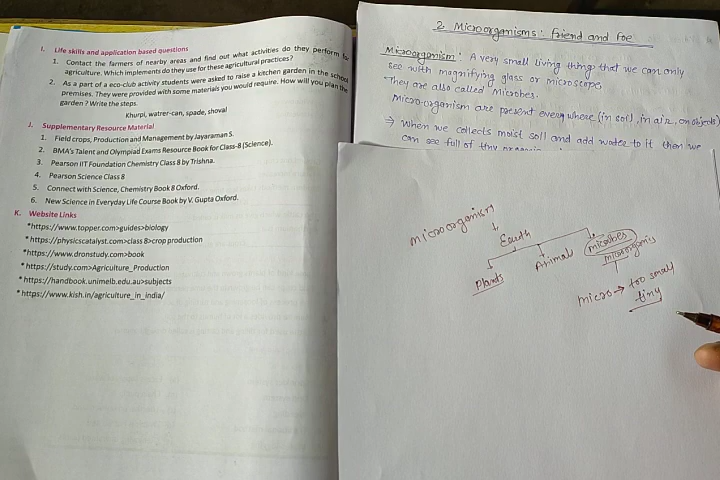 I. Life skills and application based questions
1. Contact the farmers of nearby areas and find out what activities do they perform for
agriculture. Which implements do they use for these agricultural practices?
2. As a part of a eco-club activity students were asked to raise a kitchen garden in the school
premises. They were provided with some materials you would require. How will you plan the
garden ? Write the steps.
Khurpi, watrer-can, spade, shoval
J. Supplementary Resource Material
1. Field crops, Production and Management by Jayaraman S.
2. BMA's Talent and Olympiad Exams Resource Book for Class-8 (Science).
3. Pearson IIT Foundation Chemistry Class 8 by Trishna.
4. Pearson Science Class 8
5. Connect with Science, Chemistry Book 8 Oxford.
6. New Science in Everyday Life Course Book by V. Gupta Oxford.
K. Website Links
*https://www.topper.com>guides>biology
*https://physicscatalyst.com>class 8>crop production
*https://www.dronstudy.com>book
*https://study.com>Agriculture_Production
*https://handbook.unimelb.edu.au>subjects
*https://www.kish.in/agriculture_in_india/
2 Microorganisms : friend and Foe
Microorganism : A very small living things that we can only
see with magnifying glass or microscope.
They are also called Microbes.
Micro-organism are present everywhere (in soil, in air, on objects)
→ When we collects moist soil and add water to it then we
can see full of tiny
microorganism
Earth
Plants
Animals
microbes
microorganis
micro → too small
tiny